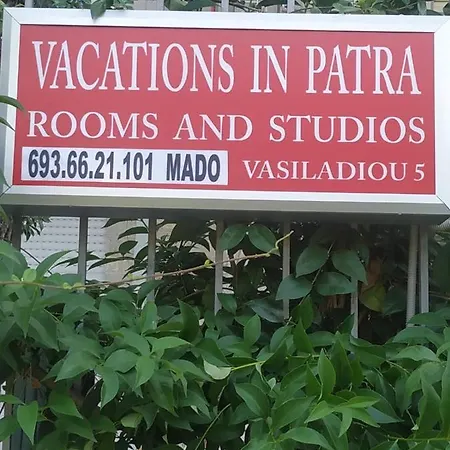 VACATIONS IN PATRA
ROOMS AND STUDIOS
693.66.21.101 MADO VASILADIOU 5